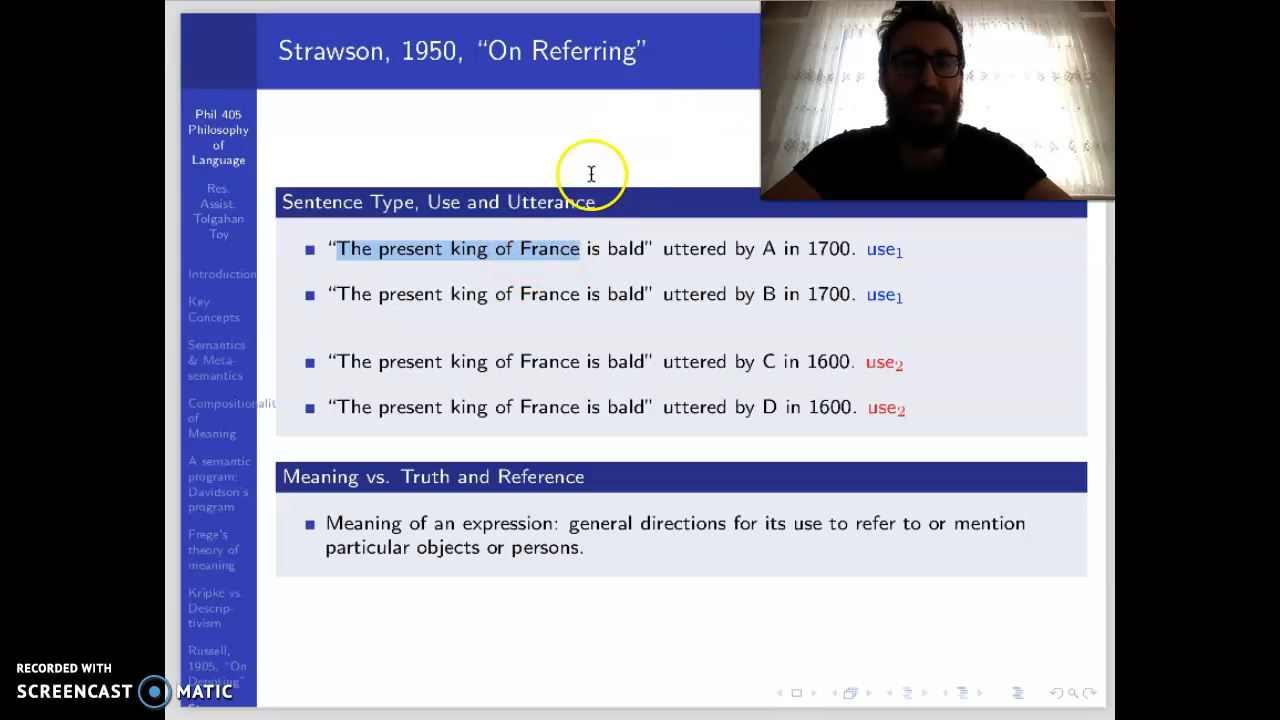 Strawson, 1950, “On Referring”
Phil 405
Philosophy
of
Language
Res.
Assist.
Tolgahan
Toy
Introduction
Key
Concepts
Semantics
& Meta-
semantics
Compositionalit
of
Meaning
A semantic
program:
Davidson's
program
Frege's
theory of
meaning
Kripke vs.
Descrip-
tivism
Russell,
1905, “On
Denoting”
Sentence Type, Use and Utterance
“The present king of France is bald” uttered by A in 1700. use1
“The present king of France is bald” uttered by B in 1700. use1
“The present king of France is bald” uttered by C in 1600. use2
“The present king of France is bald” uttered by D in 1600. use2
Meaning vs. Truth and Reference
Meaning of an expression: general directions for its use to refer to or mention
particular objects or persons.
RECORDED WITH
SCREENCAST MATIC